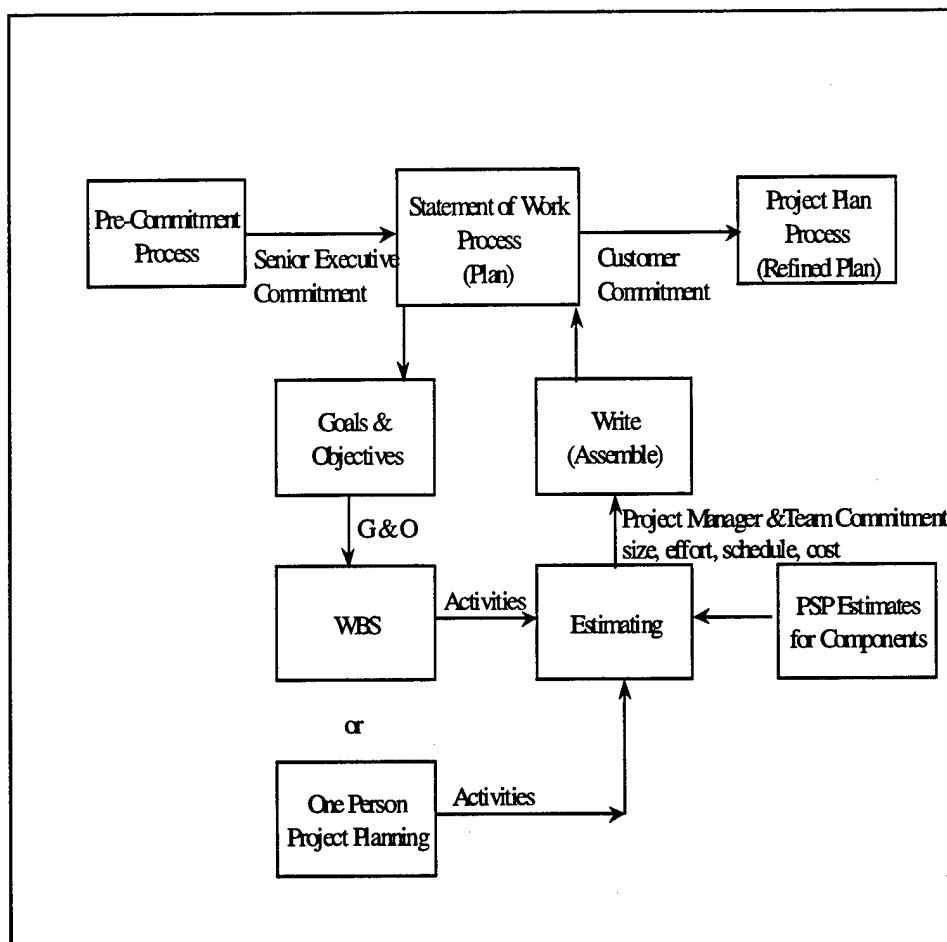 Pre-Commitment
Process
Senior Executive
Commitment
Statement of Work
Process
(Plan)
Customer
Commitment
Project Plan
Process
(Refined Plan)
Goals &
Objectives
G & O
Write
(Assemble)
Project Manager & Team Commitment
size, effort, schedule, cost
WBS
Activities
Estimating
PSP Estimates
for Components
or
One Person
Project Planning
Activities